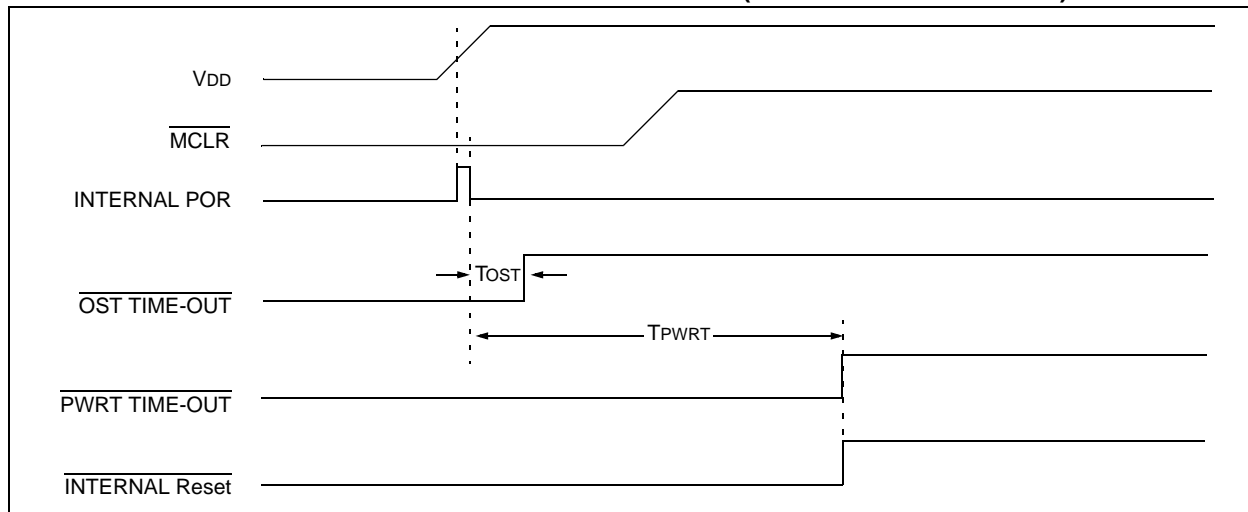 VDD
MCLR
INTERNAL POR
TOST
OST TIME-OUT
TPWRT
PWRT TIME-OUT
INTERNAL Reset